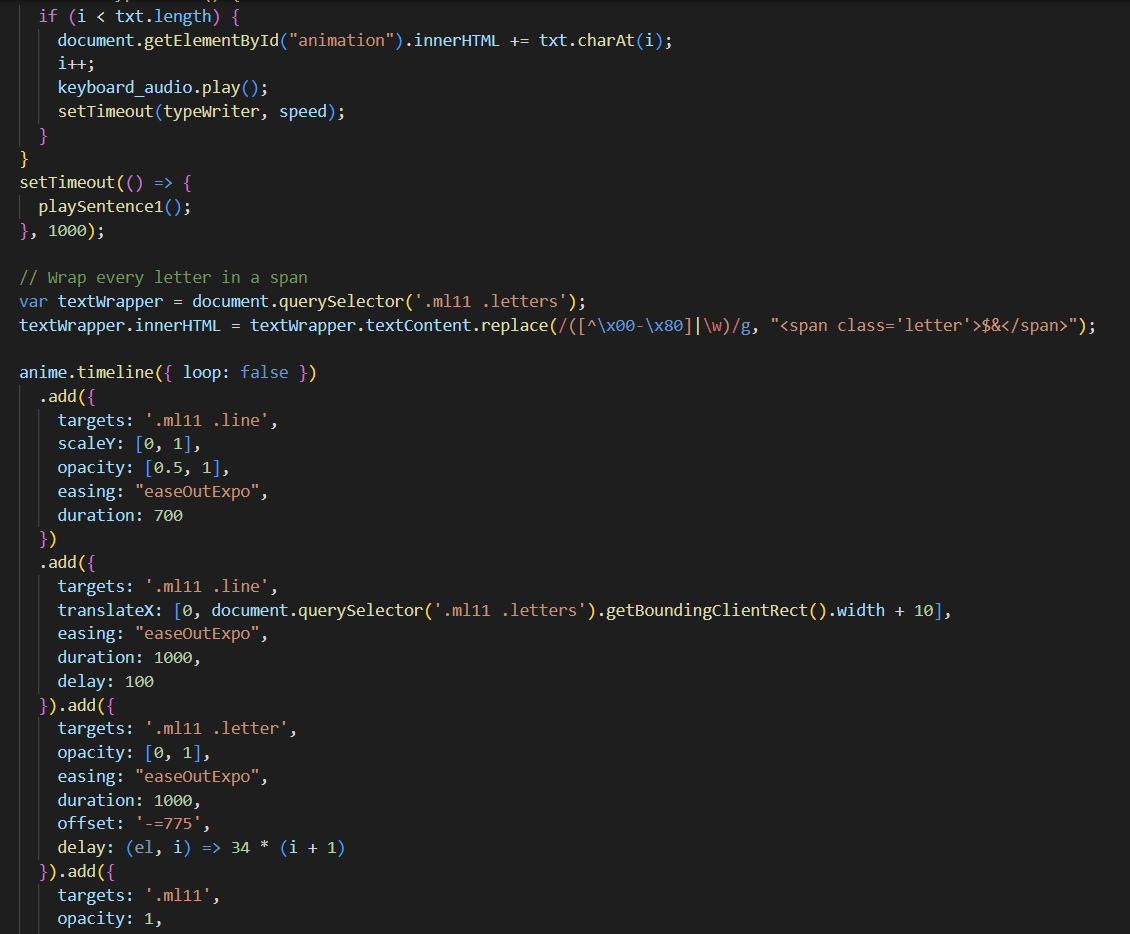 if (i < txt.length) {
document.getElementById("animation").innerHTML += txt.charAt(i);
i++;
keyboard_audio.play();
setTimeout(typeWriter, speed);
}
}
setTimeout(() => {
playSentence1();
}, 1000);
// Wrap every letter in a span
var textWrapper = document.querySelector('.ml11 .letters');
textWrapper.innerHTML = textWrapper.textContent.replace(/([^\x00-\x80]|\w)/g, "<span class='letter'>$&</span>");
anime.timeline({ loop: false })
.add({
targets: '.ml11 .line',
scaleY: [0, 1],
opacity: [0.5, 1],
easing: "easeOutExpo",
duration: 700
})
.add({
targets: '.ml11 .line',
translateX: [0, document.querySelector('.ml11 .letters').getBoundingClientRect().width + 10],
easing: "easeOutExpo",
duration: 1000,
delay: 100
}).add({
targets: '.ml11 .letter',
opacity: [0, 1],
easing: "easeOutExpo",
duration: 1000,
offset: '-=775',
delay: (el, i) => 34 * (i + 1)
}).add({
targets: '.ml11',
opacity: 1,